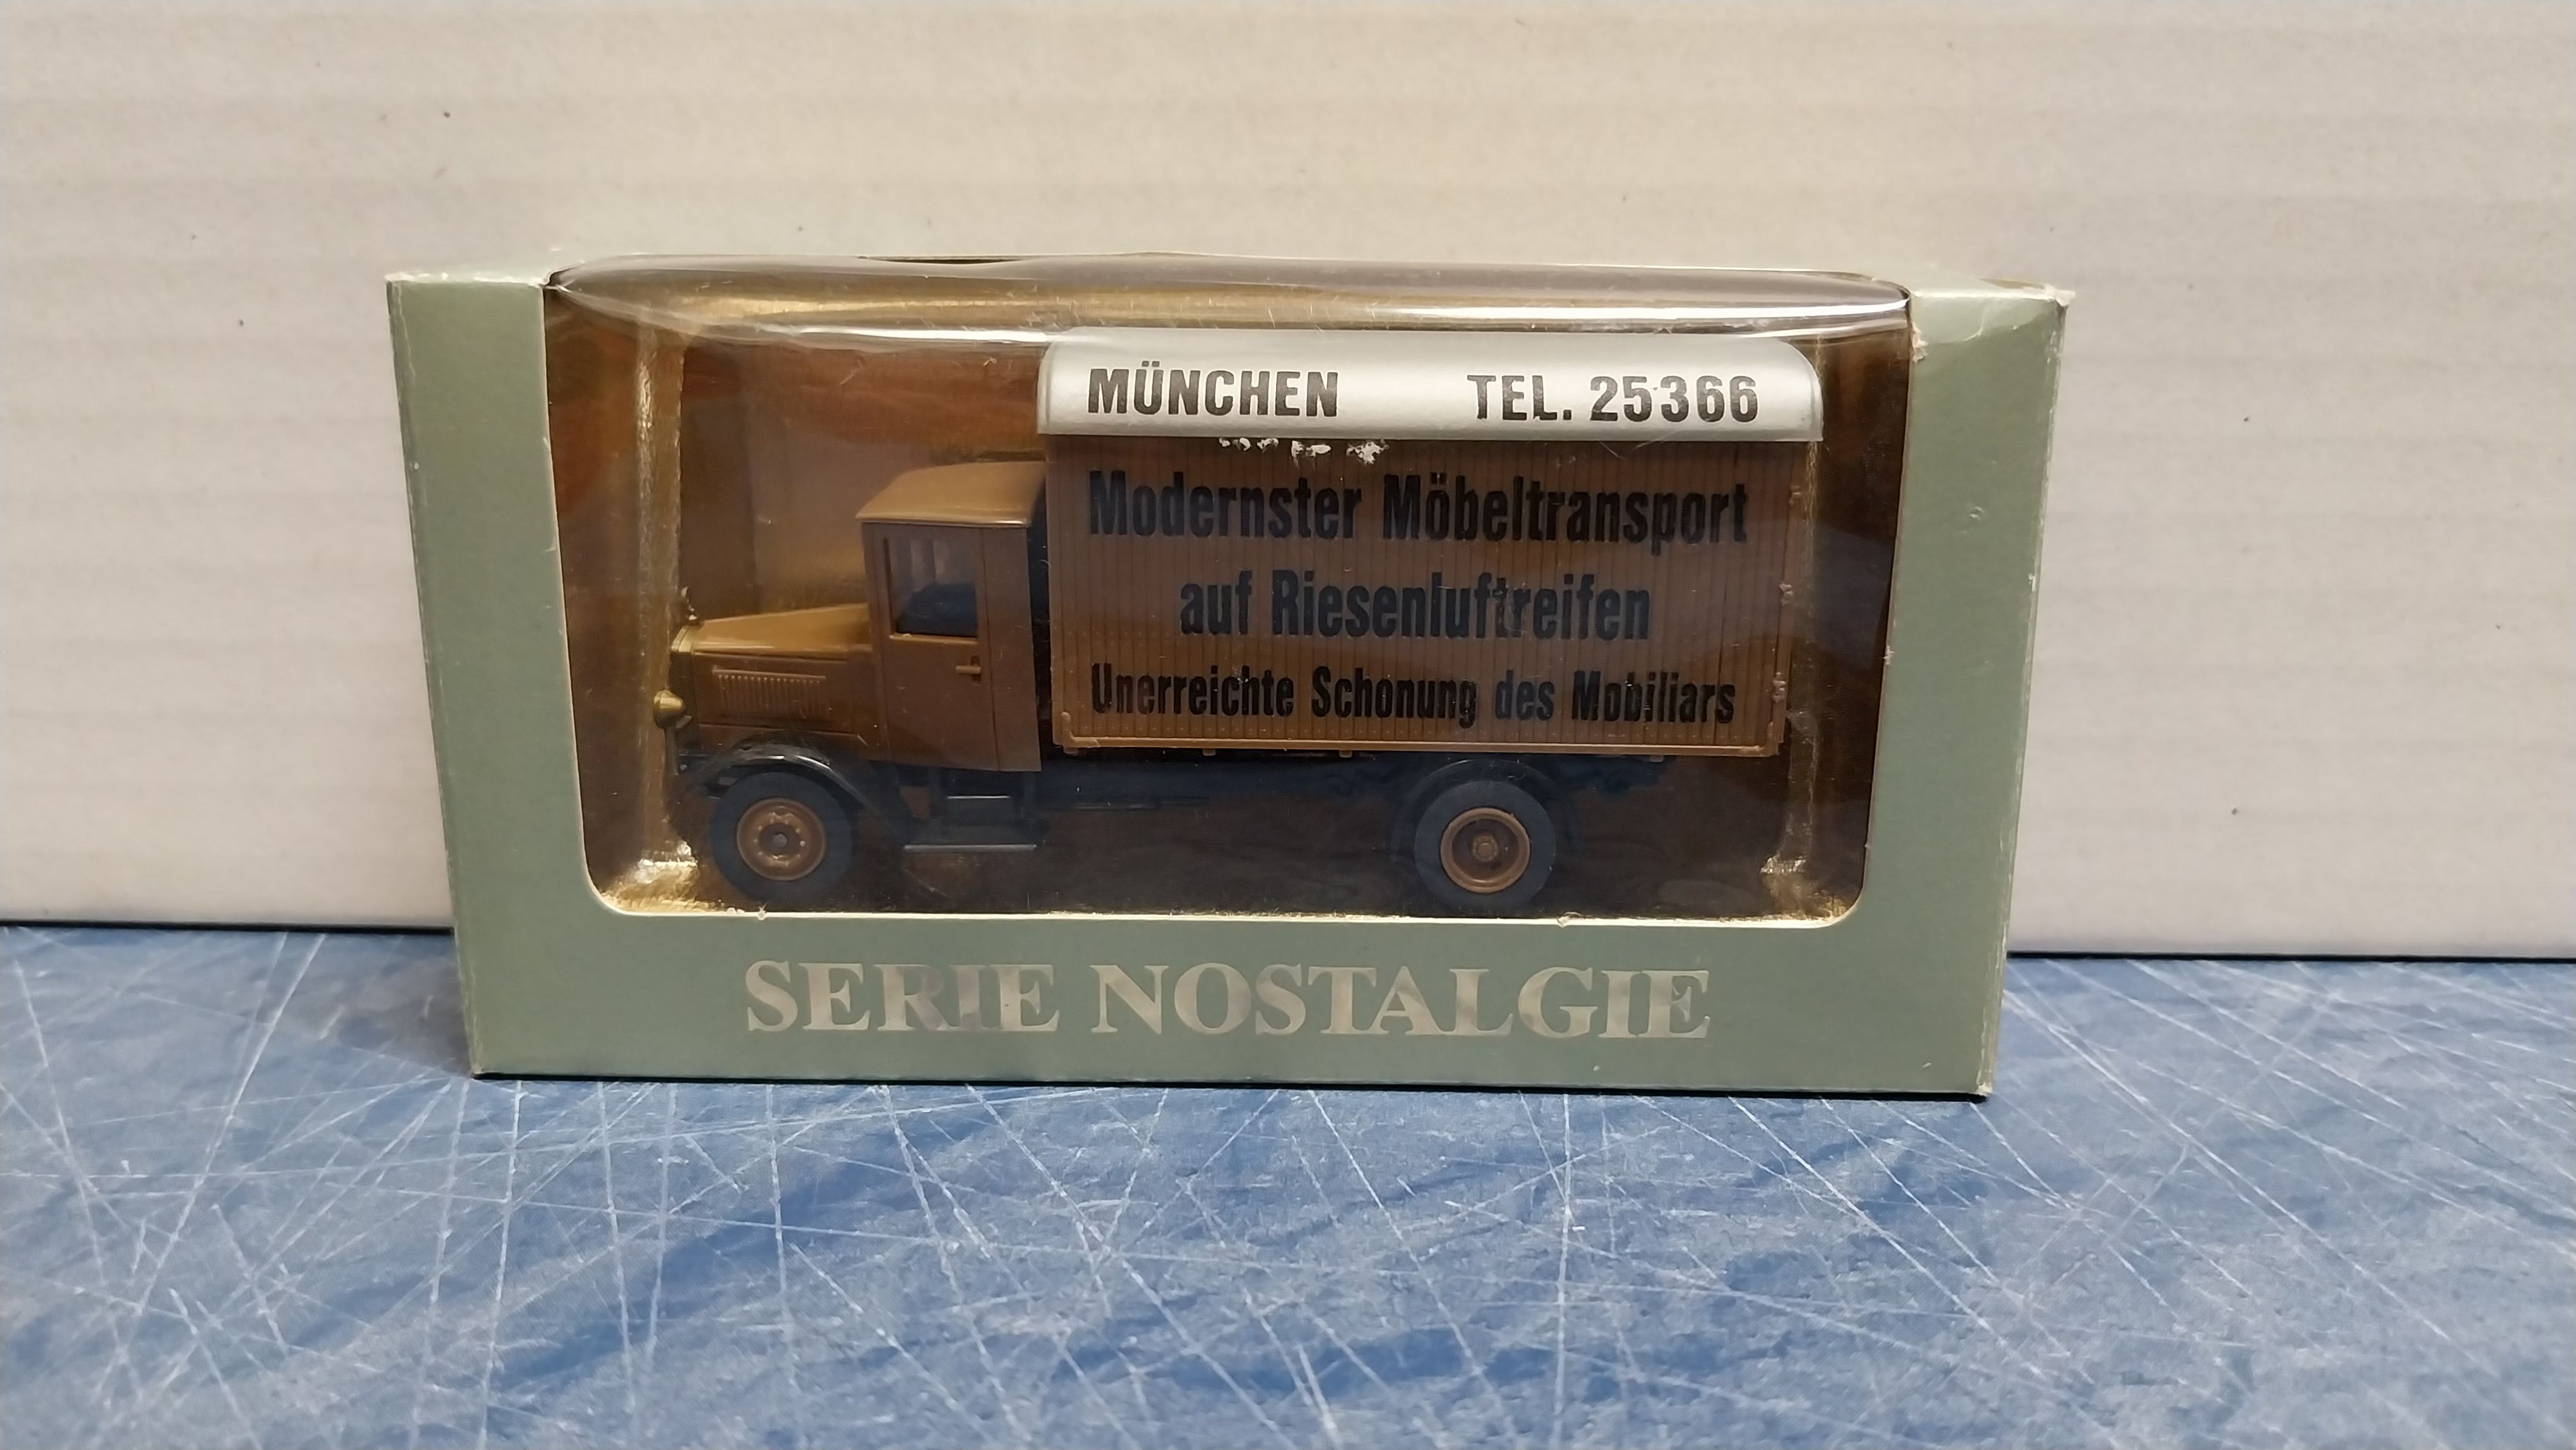 MÜNCHEN TEL. 25366
Modernster Möbeltransport
auf Riesenluftreifen
Unerreichte Schonung des Mobiliars
SERIE NOSTALGIE